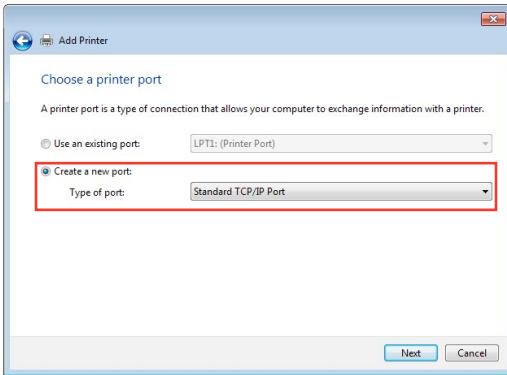 Add Printer
Choose a printer port
A printer port is a type of connection that allows your computer to exchange information with a printer.
Use an existing port: LPT1: (Printer Port)
Create a new port:
Type of port: Standard TCP/IP Port
Next Cancel